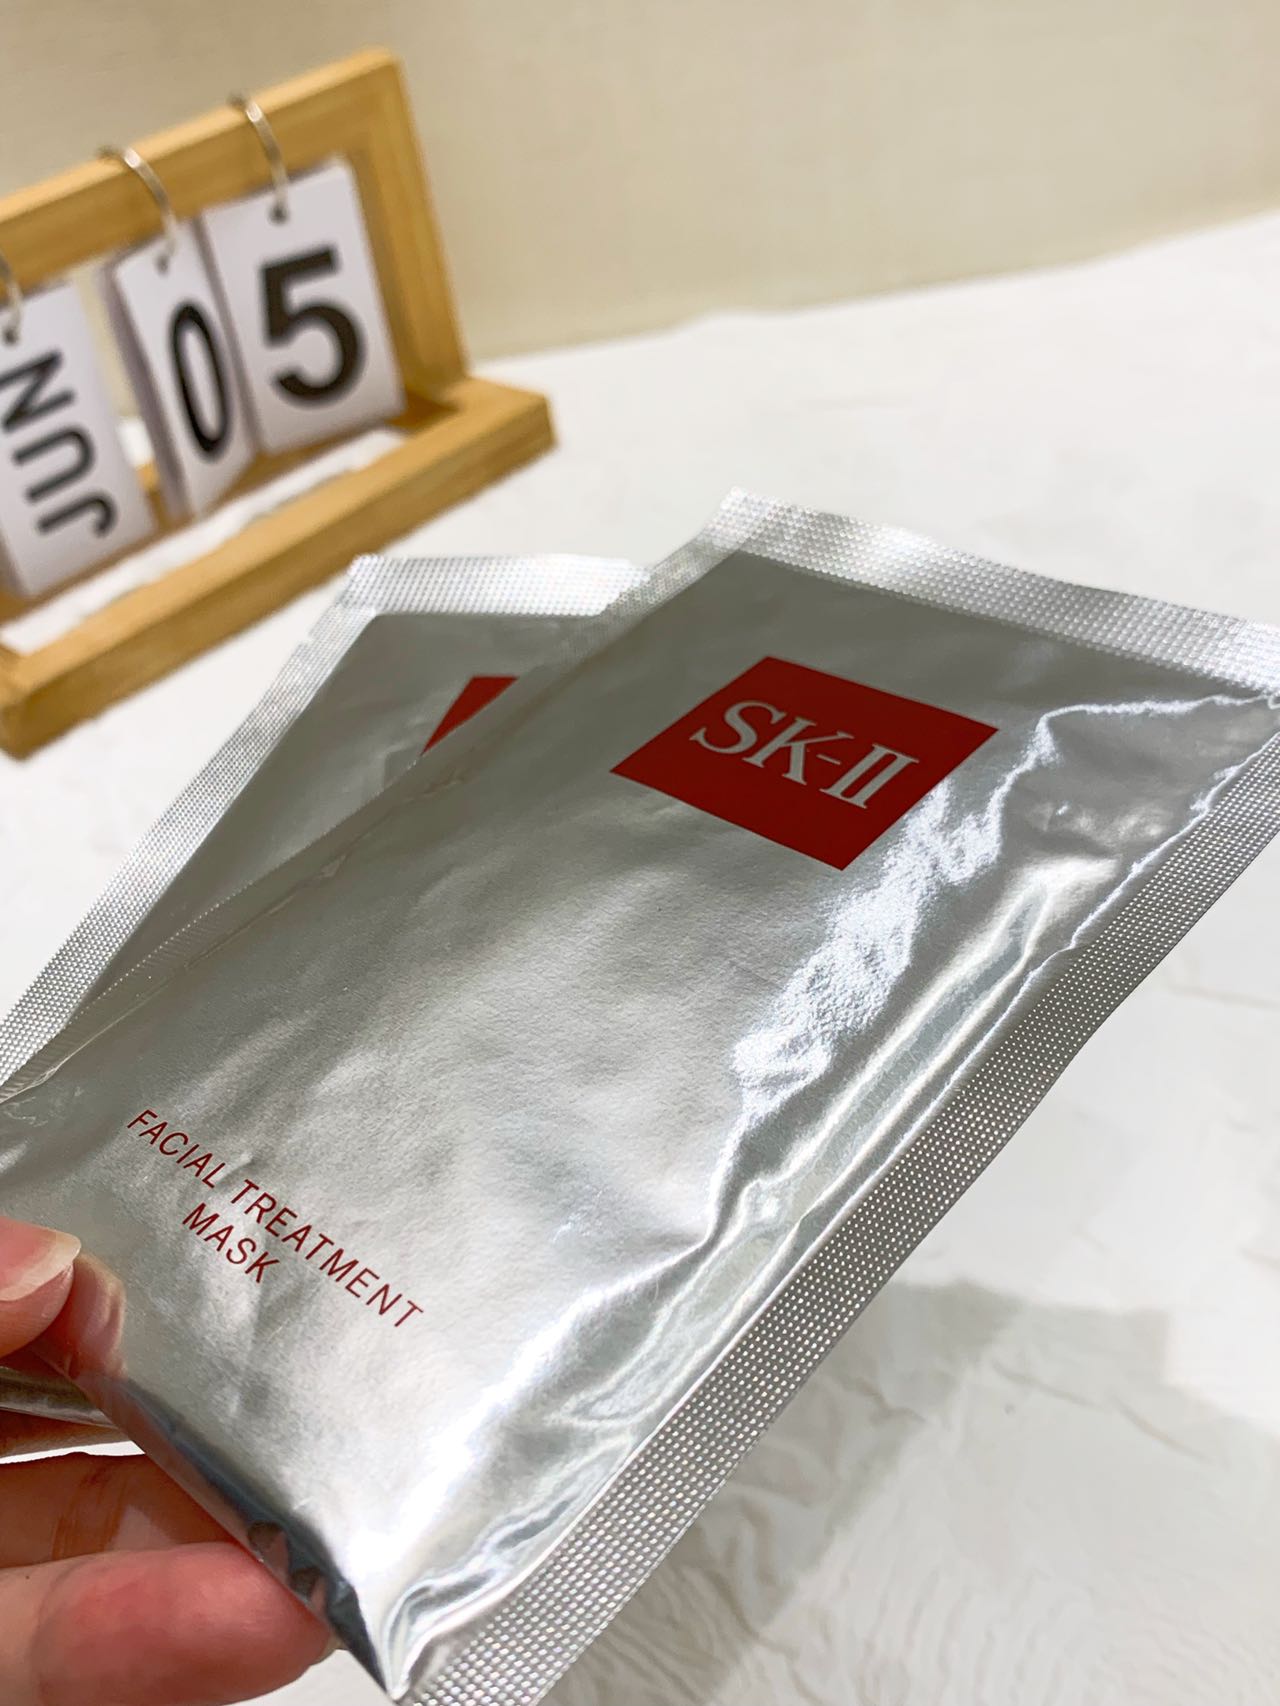 JUN 05
SK-II
FACIAL TREATMENT
MASK